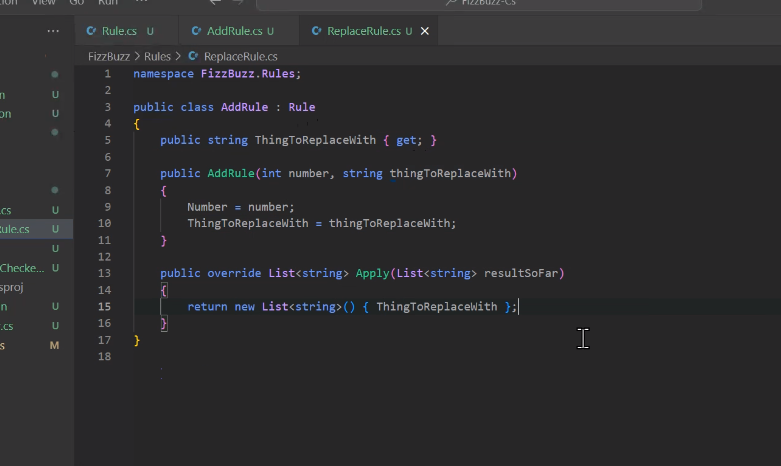 View Go Run ...
FizzBuzz-Cs
Rule.cs U AddRule.cs U ReplaceRule.cs U
FizzBuzz > Rules > ReplaceRule.cs
1 namespace FizzBuzz.Rules;
2
3 public class AddRule : Rule
4 {
5 public string ThingToReplaceWith { get; }
6
7 public AddRule(int number, string thingToReplaceWith)
8 {
9 Number = number;
10 ThingToReplaceWith = thingToReplaceWith;
11 }
12
13 public override List<string> Apply(List<string> resultSoFar)
14 {
15 return new List<string>() { ThingToReplaceWith };
16 }
17 }
18
n U
on U
.cs U
Rule.cs U
U
Checke... U
sproj
n U
.cs U
s M